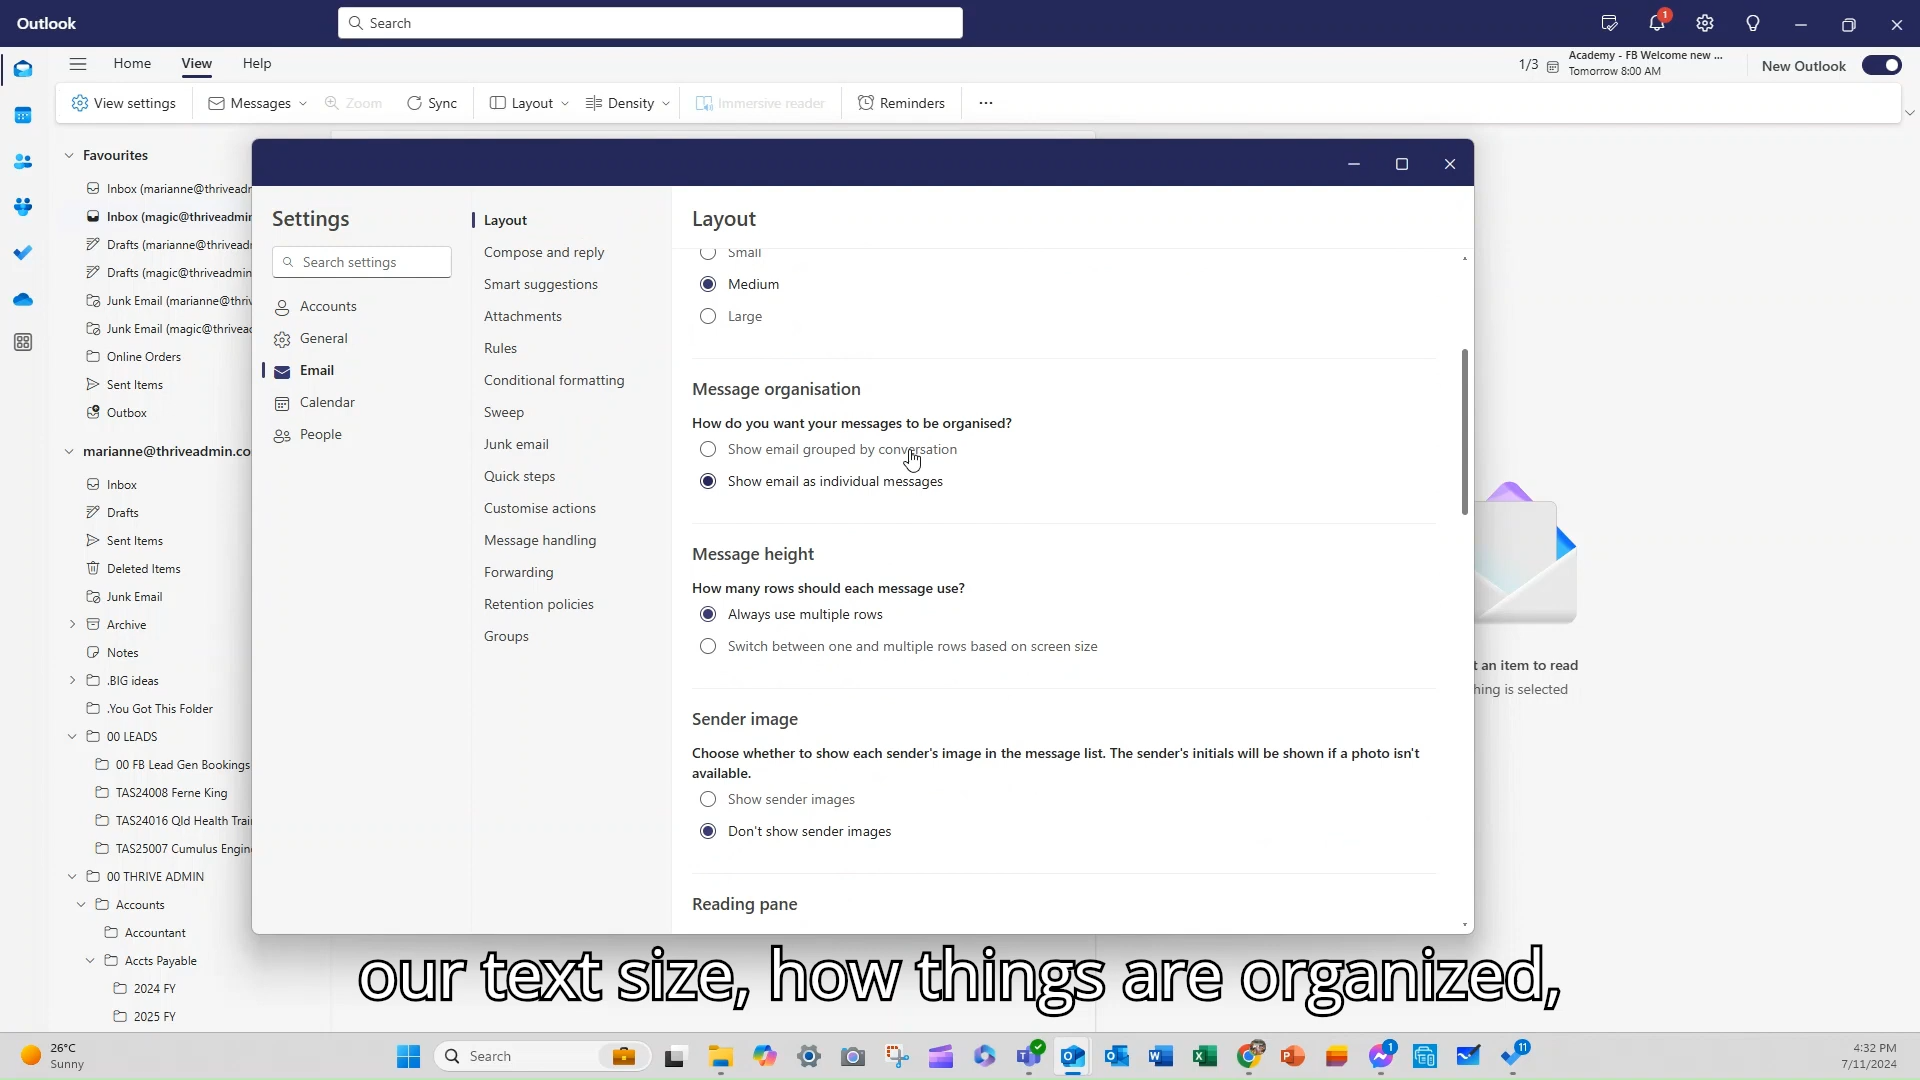 Outlook
Search
1
Home
View
Help
1/3
Academy - FB Welcome new ...
Tomorrow 8:00 AM
New Outlook
View settings
Messages
Zoom
Sync
Layout
Density
Immersive reader
Reminders
Favourites
Inbox (marianne@thriveadr
Inbox (magic@thriveadmin
Drafts (marianne@thriveadr
Drafts (magic@thriveadmin
Junk Email (marianne@thriv
Junk Email (magic@thriveac
Online Orders
Sent Items
Outbox
marianne@thriveadmin.co
Inbox
Drafts
Sent Items
Deleted Items
Junk Email
Archive
Notes
.BIG ideas
.You Got This Folder
00 LEADS
00 FB Lead Gen Bookings
TAS24008 Ferne King
TAS24016 Qld Health Trai
TAS25007 Cumulus Engin
00 THRIVE ADMIN
Accounts
Accountant
Accts Payable
2024 FY
2025 FY
Settings
Search settings
Accounts
General
Email
Calendar
People
Layout
Compose and reply
Smart suggestions
Attachments
Rules
Conditional formatting
Sweep
Junk email
Quick steps
Customise actions
Message handling
Forwarding
Retention policies
Groups
Layout
Small
Medium
Large
Message organisation
How do you want your messages to be organised?
Show email grouped by conversation
Show email as individual messages
Message height
How many rows should each message use?
Always use multiple rows
Switch between one and multiple rows based on screen size
Sender image
Choose whether to show each sender's image in the message list. The sender's initials will be shown if a photo isn't
available.
Show sender images
Don't show sender images
Reading pane
t an item to read
hing is selected
our text size, how things are organized,
26°C
Sunny
Search
1
11
4:32 PM
7/11/2024